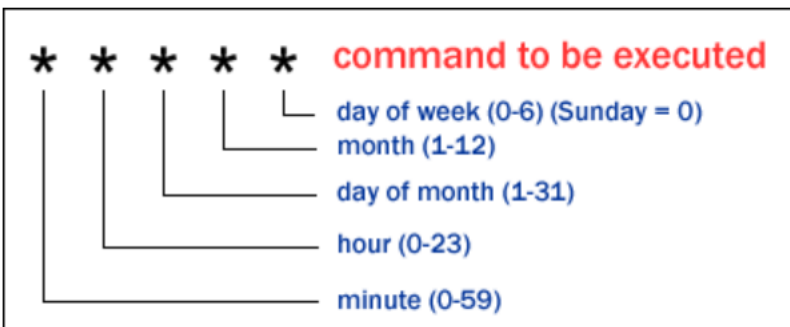 * * * * * command to be executed
day of week (0-6) (Sunday = 0)
month (1-12)
day of month (1-31)
hour (0-23)
minute (0-59)